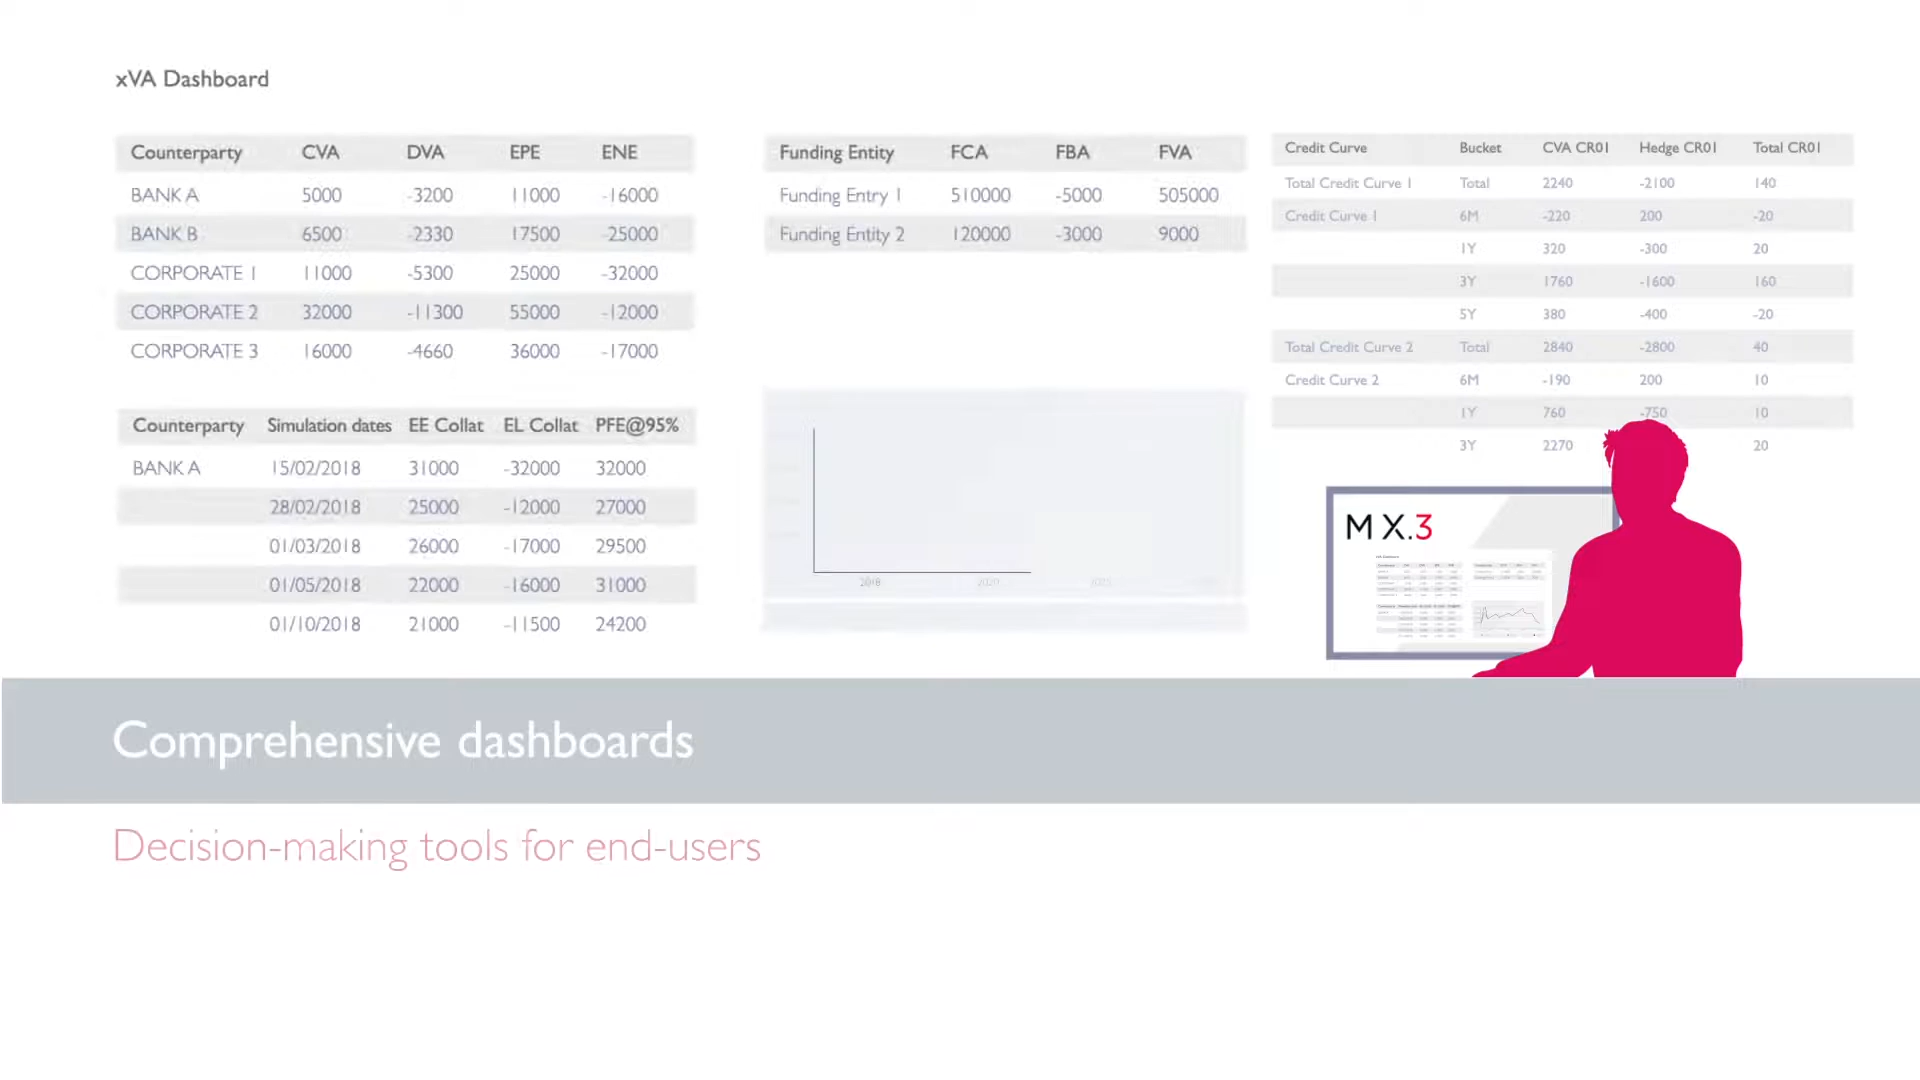 xVA Dashboard
Counterparty CVA DVA EPE ENE
BANK A 5000 -3200 11000 -16000
BANK B 6500 -2330 17500 -25000
CORPORATE 1 11000 -5300 25000 -32000
CORPORATE 2 32000 -11300 55000 -12000
CORPORATE 3 16000 -4660 36000 -17000
Counterparty Simulation dates EE Collat EL Collat PFE@95%
BANK A 15/02/2018 31000 -32000 32000
28/02/2018 25000 -12000 27000
01/03/2018 26000 -17000 29500
01/05/2018 22000 -16000 31000
01/10/2018 21000 -11500 24200
Funding Entity FCA FBA FVA
Funding Entry 1 510000 -5000 505000
Funding Entity 2 120000 -3000 9000
2018 2020 2025
Credit Curve Bucket CVA CR01 Hedge CR01 Total CR01
Total Credit Curve 1 Total 2240 -2100 140
Credit Curve 1 6M -220 200 -20
1Y 320 -300 20
3Y 1760 -1600 160
5Y 380 -400 -20
Total Credit Curve 2 Total 2840 -2800 40
Credit Curve 2 6M -190 200 10
1Y 760 -750 10
3Y 2270 20
MX.3
Comprehensive dashboards
Decision-making tools for end-users